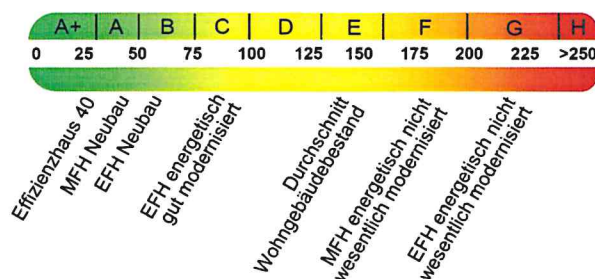 A+ A B C D E F G H
0 25 50 75 100 125 150 175 200 225 >250
Effizienzhaus 40
MFH Neubau
EFH Neubau
EFH energetisch
gut modernisiert
Durchschnitt
Wohngebäudebestand
MFH energetisch nicht
wesentlich modernisiert
EFH energetisch nicht
wesentlich modernisiert